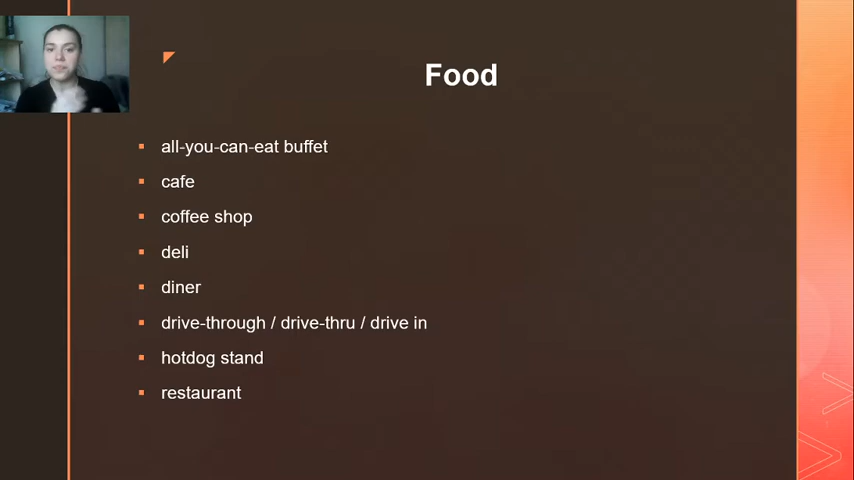 Food
all-you-can-eat buffet
cafe
coffee shop
deli
diner
drive-through / drive-thru / drive in
hotdog stand
restaurant